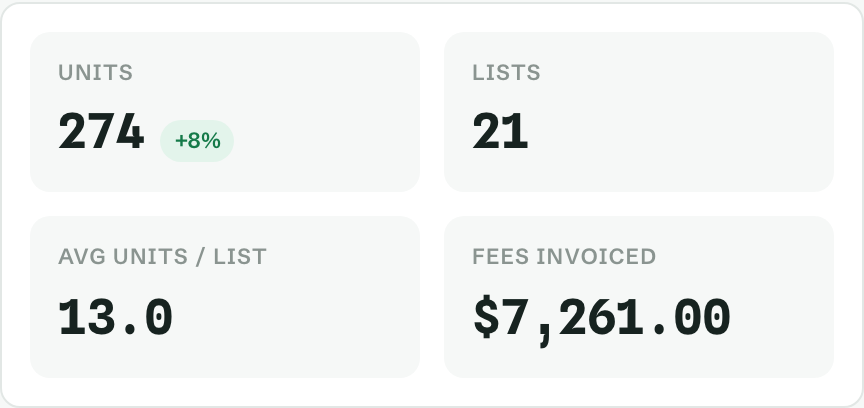 UNITS
274 +8%
LISTS
21
AVG UNITS / LIST
13.0
FEES INVOICED
$7,261.00